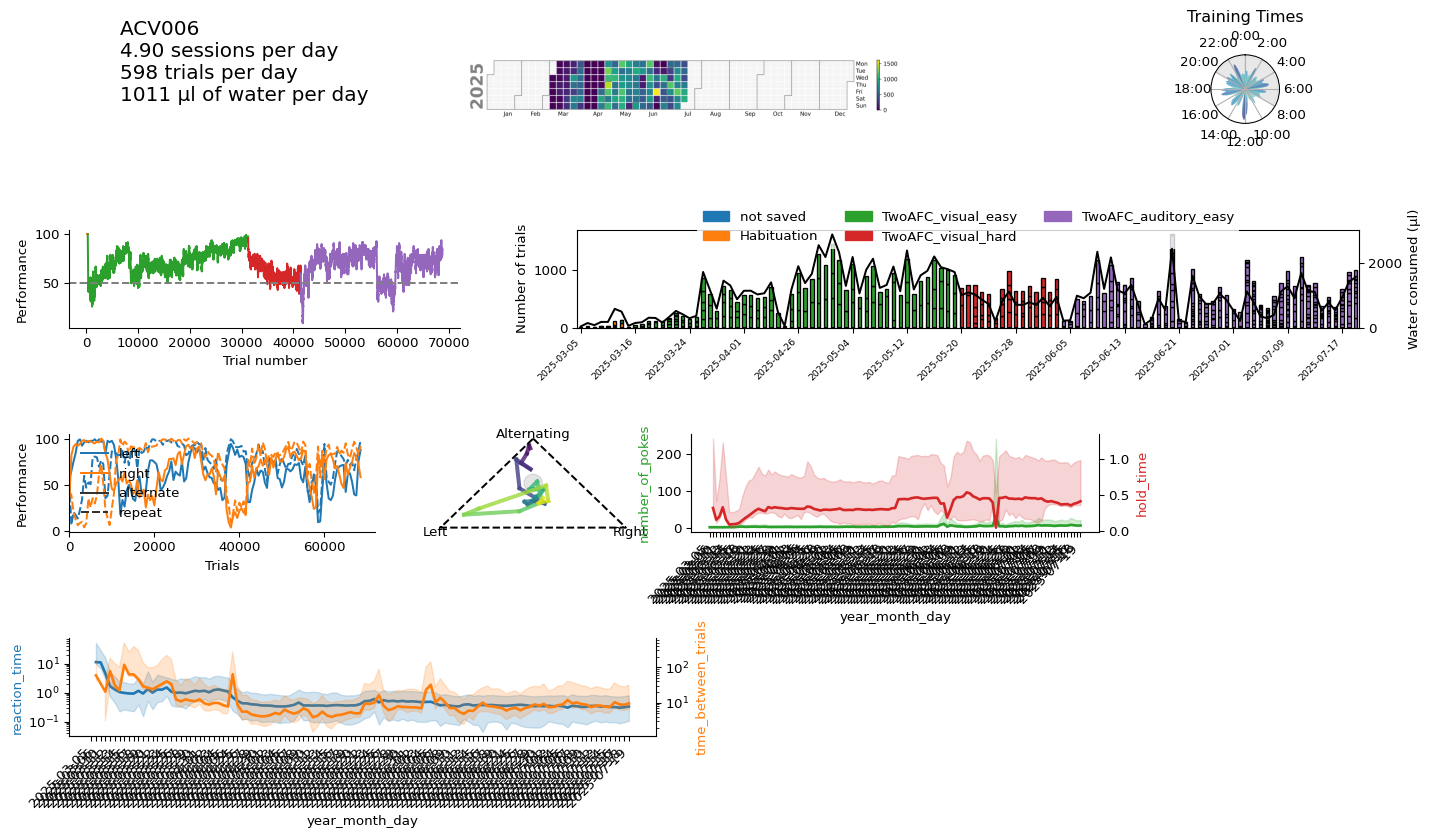 ACV006
4.90 sessions per day
598 trials per day
1011 µl of water per day
2025
Mon
Tue
Wed
Thu
Fri
Sat
Sun
Jan Feb Mar Apr May Jun Jul Aug Sep Oct Nov Dec
1500
1000
500
0
Training Times
0:00
2:00
4:00
6:00
8:00
10:00
12:00
14:00
16:00
18:00
20:00
22:00
Performance
100
50
0 10000 20000 30000 40000 50000 60000 70000
Trial number
not saved
Habituation
TwoAFC_visual_easy
TwoAFC_visual_hard
TwoAFC_auditory_easy
Number of trials
1000
0
2000
0
Water consumed (µl)
2025-03-05
2025-03-16
2025-03-24
2025-04-01
2025-04-26
2025-05-04
2025-05-12
2025-05-20
2025-05-28
2025-06-05
2025-06-13
2025-06-21
2025-07-01
2025-07-09
2025-07-17
Performance
100
50
0
left
right
alternate
repeat
0 20000 40000 60000
Trials
Alternating
Left
Right
number_of_pokes
200
100
0
1.0
0.5
0.0
hold_time
year_month_day
reaction_time
10¹
10⁰
10⁻¹
10²
10¹
time_between_trials
year_month_day